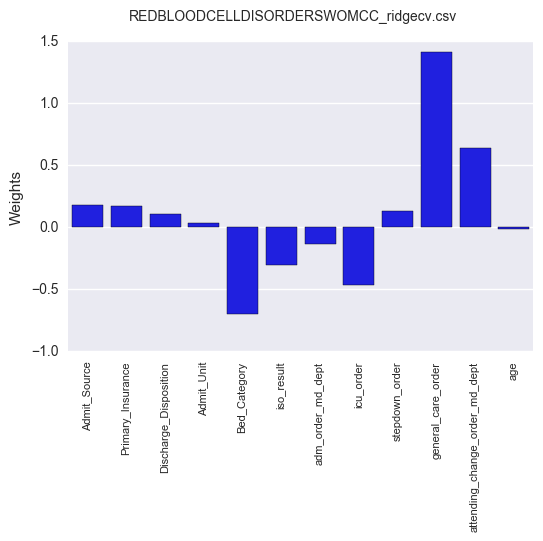 REDBLOODCELLDISORDERSWOMCC_ridgecv.csv
1.5
1.0
0.5
0.0
−0.5
−1.0
Weights
Admit_Source
Primary_Insurance
Discharge_Disposition
Admit_Unit
Bed_Category
iso_result
adm_order_md_dept
icu_order
stepdown_order
general_care_order
attending_change_order_md_dept
age